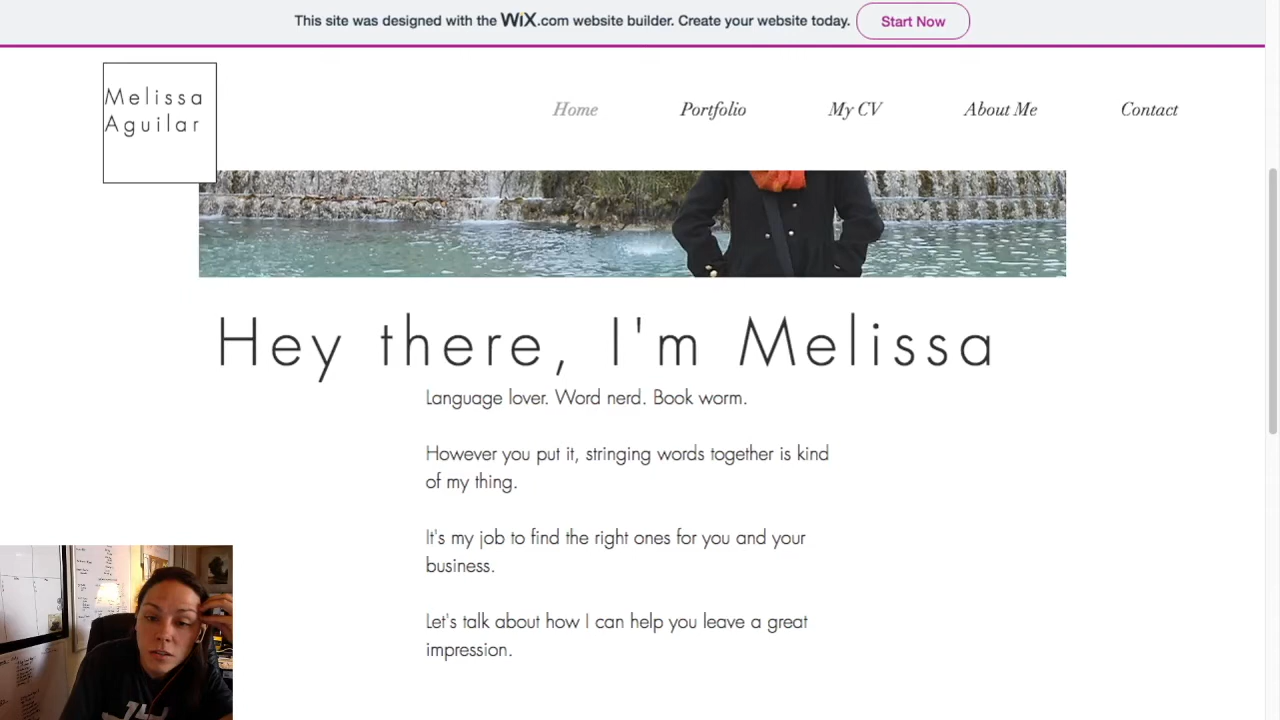 This site was designed with the WiX.com website builder. Create your website today.
Start Now
Melissa
Aguilar
Home
Portfolio
My CV
About Me
Contact
Hey there, I'm Melissa
Language lover. Word nerd. Book worm.
However you put it, stringing words together is kind
of my thing.
It's my job to find the right ones for you and your
business.
Let's talk about how I can help you leave a great
impression.